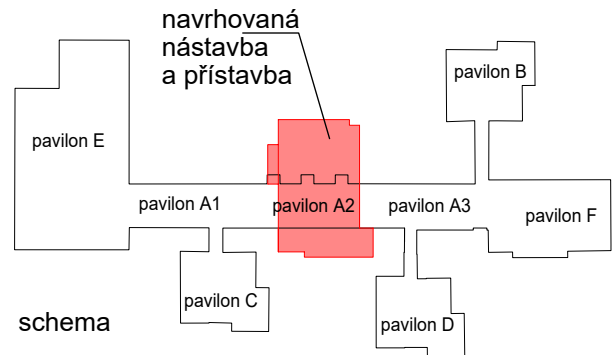 navrhovaná
nástavba
a přístavba
pavilon B
pavilon E
pavilon A1
pavilon A2
pavilon A3
pavilon F
pavilon C
pavilon D
schema